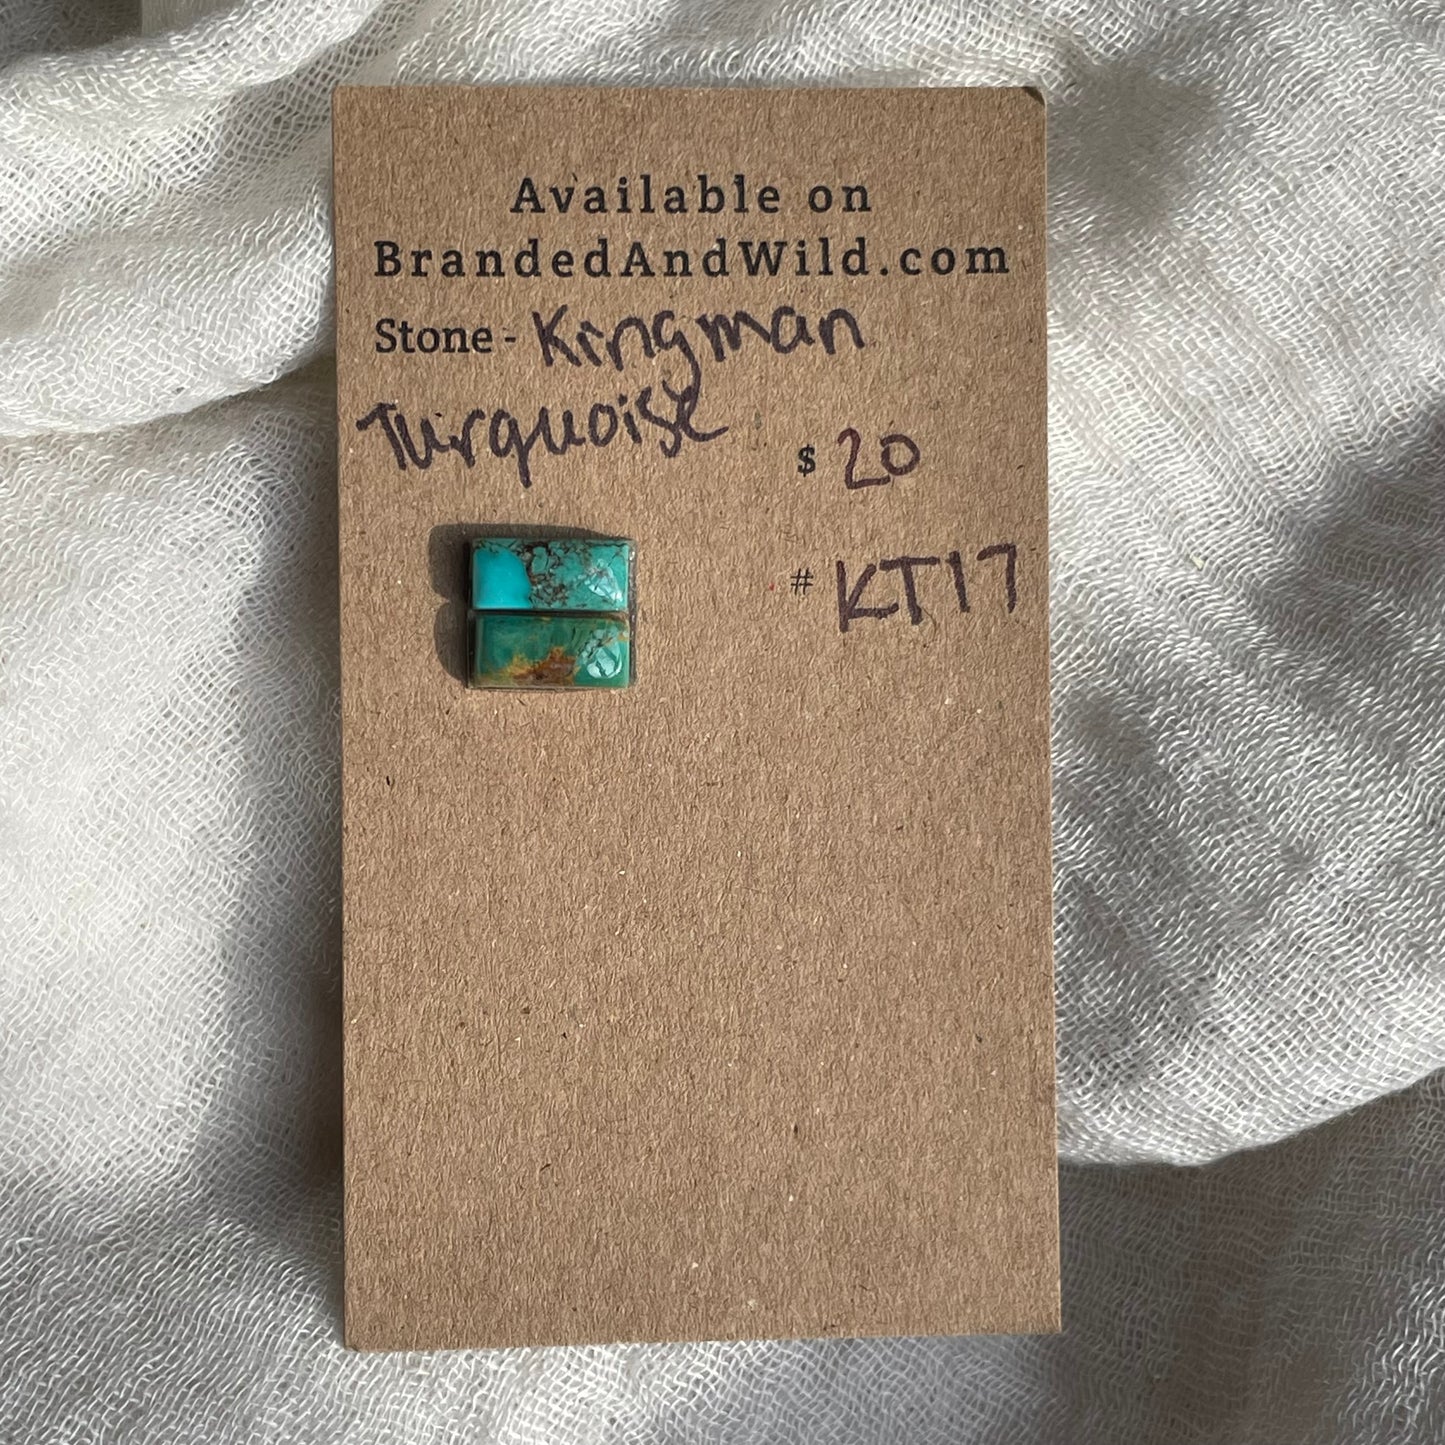 Available on
BrandedAndWild.com
Stone - Kingman
Turquoise
$ 20
# KT17